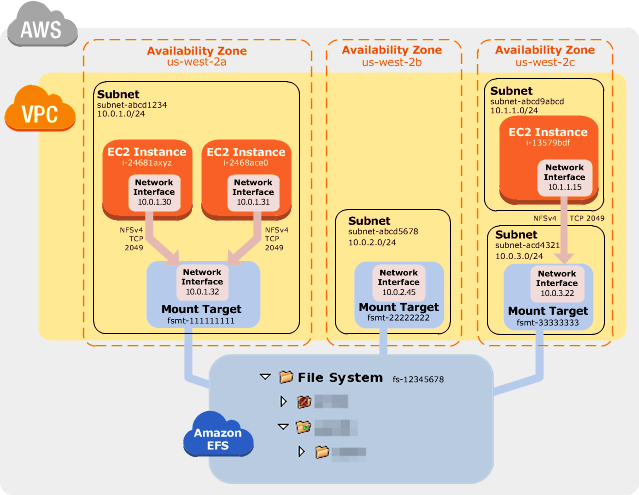 AWS
Availability Zone
us-west-2a
Availability Zone
us-west-2b
Availability Zone
us-west-2c
VPC
Subnet
subnet-abcd1234
10.0.1.0/24
EC2 Instance
i-24681axyz
Network
Interface
10.0.1.30
EC2 Instance
i-2468ace0
Network
Interface
10.0.1.31
NFSv4
TCP
2049
NFSv4
TCP
2049
Network
Interface
10.0.1.32
Mount Target
fsmt-111111111
Subnet
subnet-abcd5678
10.0.2.0/24
Network
Interface
10.0.2.45
Mount Target
fsmt-22222222
Subnet
subnet-abcd9abcd
10.1.1.0/24
EC2 Instance
i-13579bdf
Network
Interface
10.1.1.15
NFSv4
TCP 2049
Subnet
subnet-acd4321
10.0.3.0/24
Network
Interface
10.0.3.22
Mount Target
fsmt-33333333
File System fs-12345678
Amazon
EFS